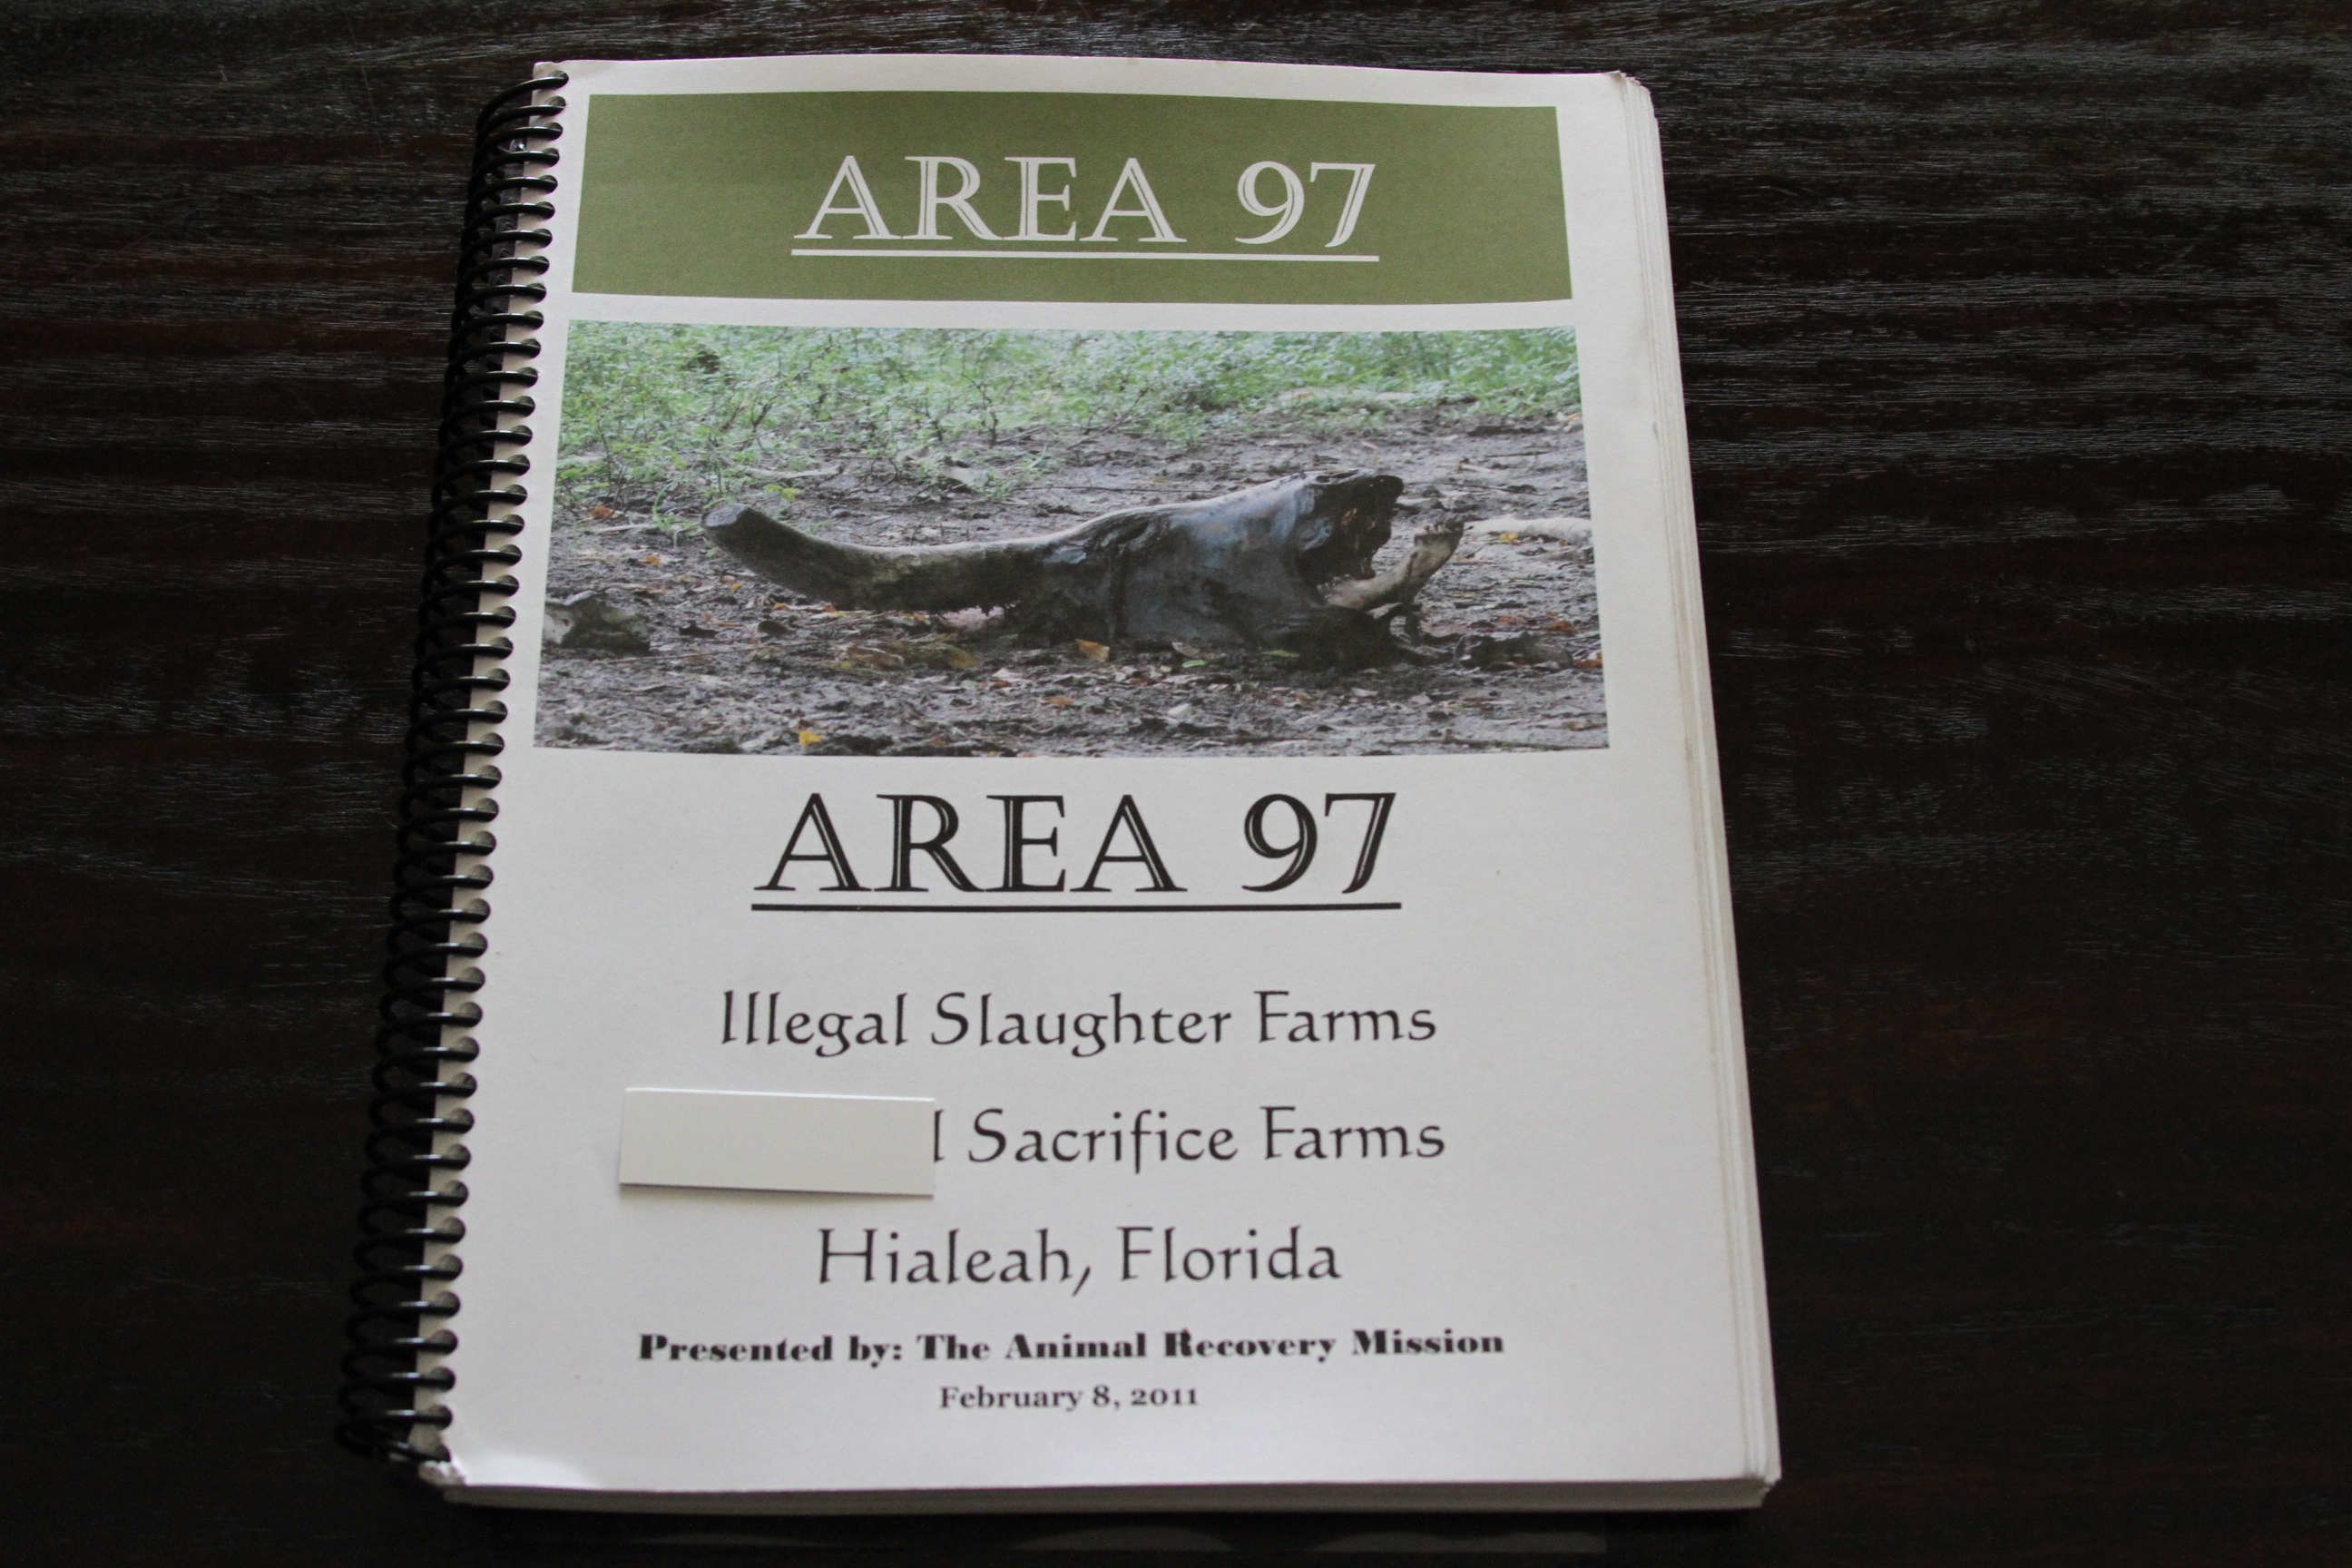 AREA 97
AREA 97
Illegal Slaughter Farms
Sacrifice Farms
Hialeah, Florida
Presented by: The Animal Recovery Mission
February 8, 2011